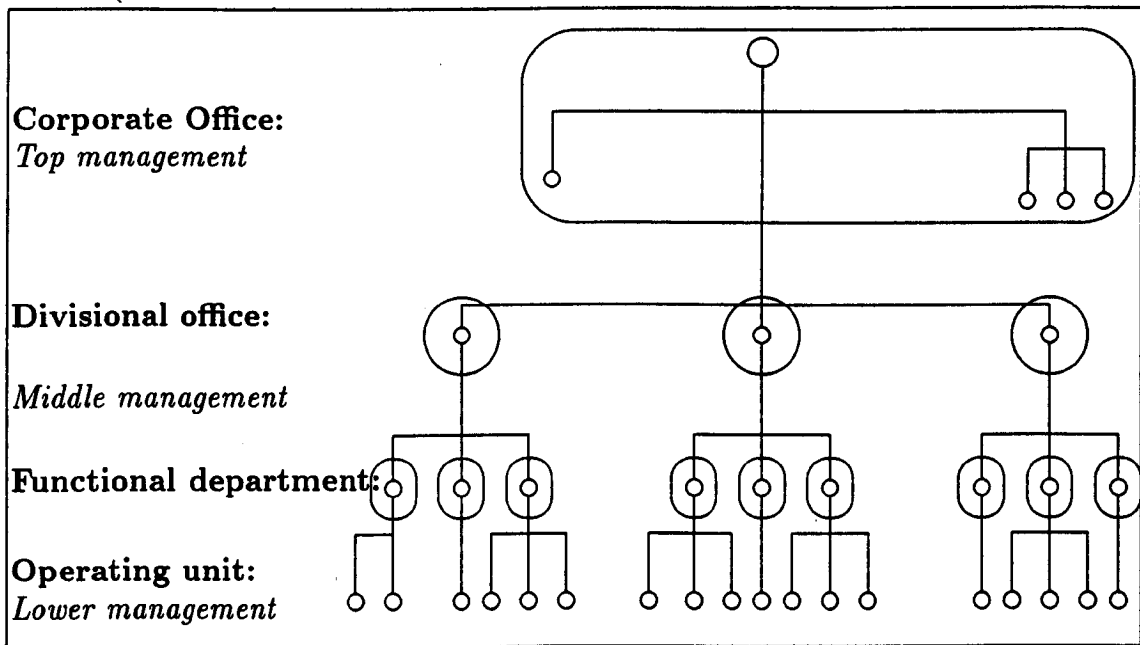 Corporate Office:
Top management
Divisional office:
Middle management
Functional department:
Operating unit:
Lower management